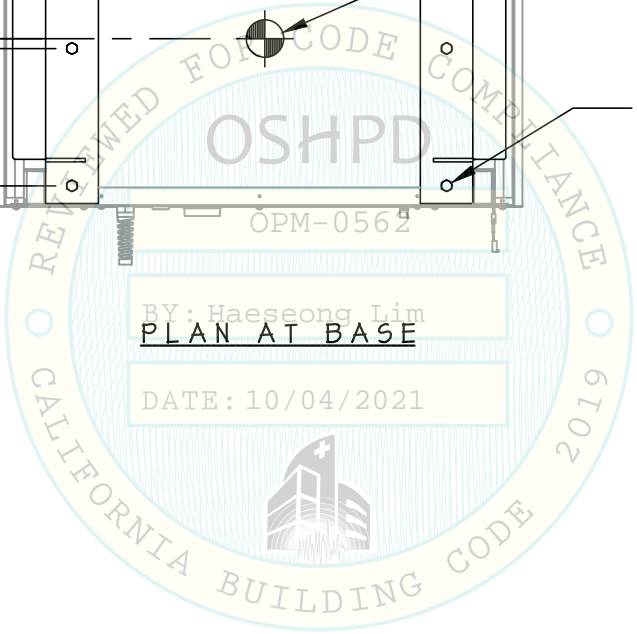 REVIEWED FOR CODE COMPLIANCE
OSHPD
OPM-0562
BY: Haeseong Lim
PLAN AT BASE
DATE: 10/04/2021
CALIFORNIA BUILDING CODE 2019